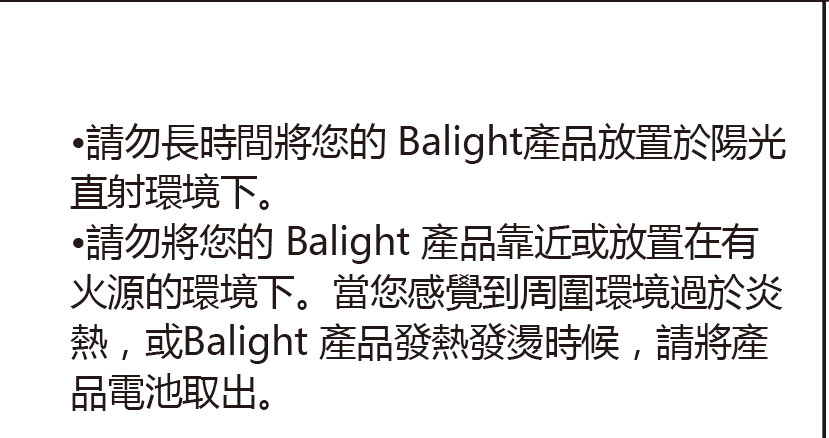 •請勿長時間將您的 Balight產品放置於陽光
直射環境下。
•請勿將您的 Balight 產品靠近或放置在有
火源的環境下。當您感覺到周圍環境過於炎
熱，或Balight 產品發熱發燙時候，請將產
品電池取出。